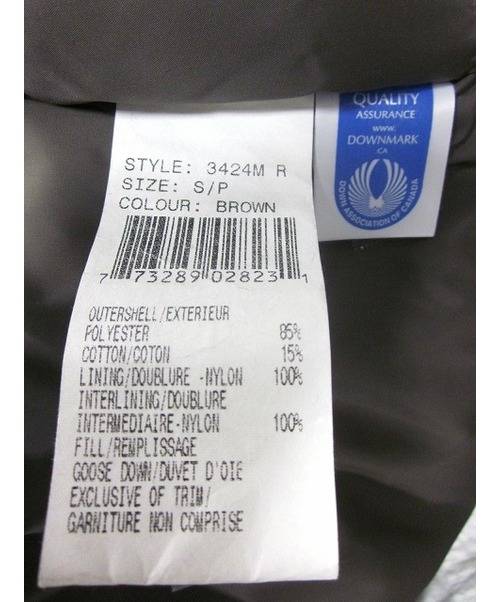 QUALITY
ASSURANCE
www.
DOWNMARK
.CA
DOWN ASSOCIATION OF CANADA
STYLE: 3424M R
SIZE: S/P
COLOUR: BROWN
7 73289 02823 1
OUTERSHELL/EXTERIEUR
POLYESTER 85%
COTTON/COTON 15%
LINING/DOUBLURE -NYLON 100%
INTERLINING/DOUBLURE
INTERMEDIAIRE-NYLON 100%
FILL/REMPLISSAGE
GOOSE DOWN/DUVET D'OIE
EXCLUSIVE OF TRIM/
GARNITURE NON COMPRISE